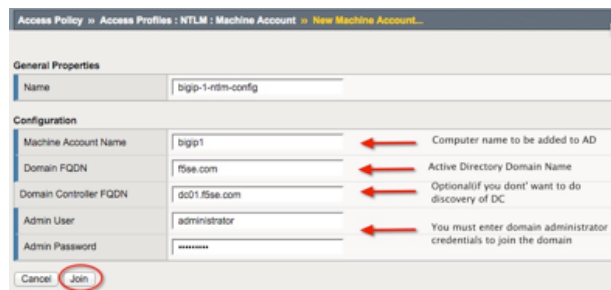 Access Policy » Access Profiles : NTLM : Machine Account » New Machine Account...
General Properties
Name bigip-1-ntlm-config
Configuration
Machine Account Name bigip1 Computer name to be added to AD
Domain FQDN f5se.com Active Directory Domain Name
Domain Controller FQDN dc01.f5se.com Optional(if you dont' want to do
discovery of DC
Admin User administrator You must enter domain administrator
credentials to join the domain
Admin Password •••••••••
Cancel Join